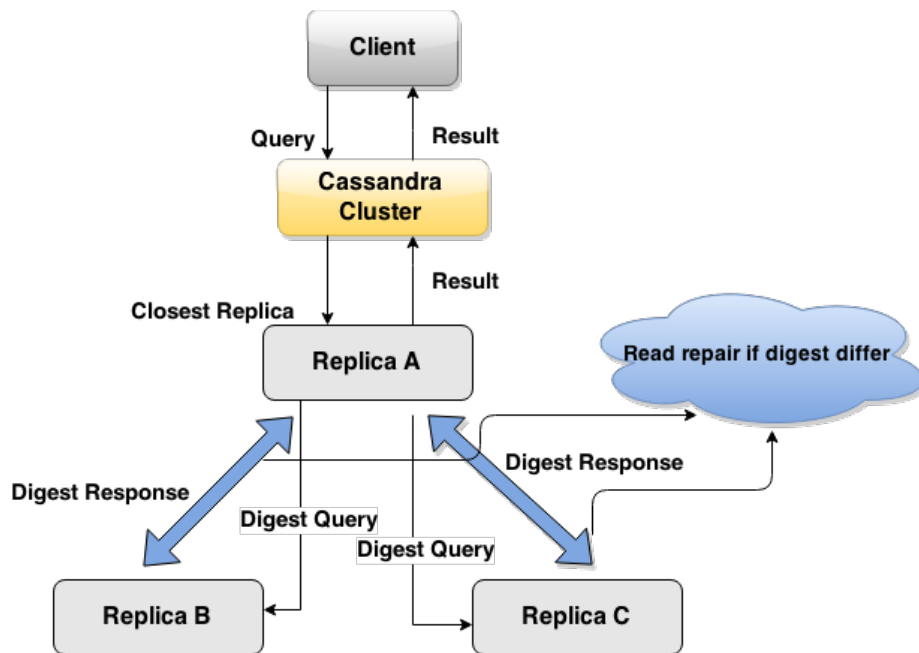 Client
Query
Result
Cassandra
Cluster
Result
Closest Replica
Replica A
Read repair if digest differ
Digest Response
Digest Response
Digest Query
Digest Query
Replica B
Replica C